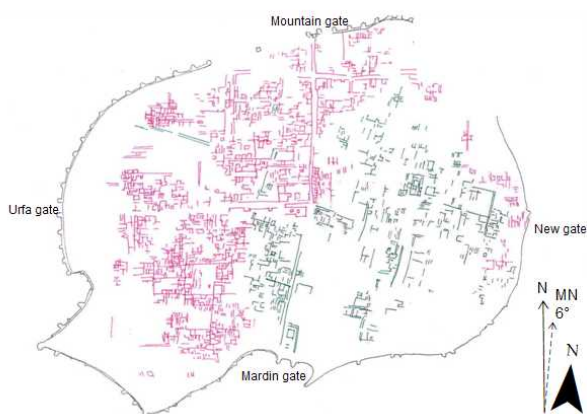 Mountain gate
Urfa gate
New gate
Mardin gate
N
MN
6°
N